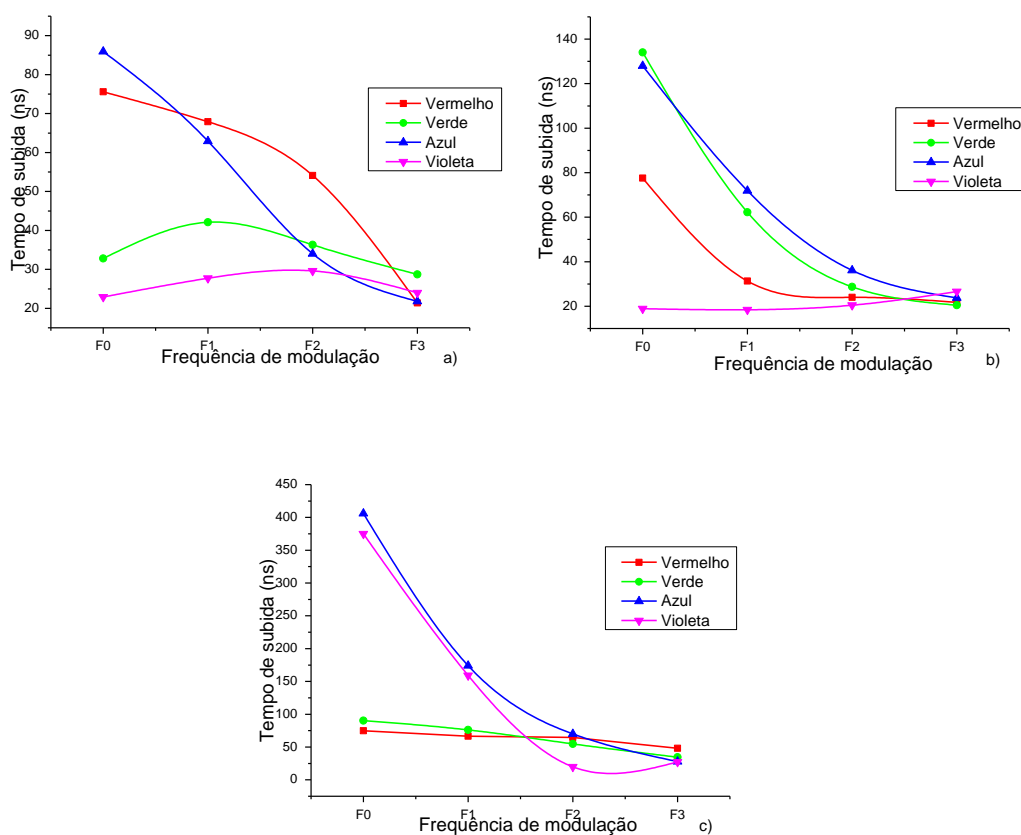 90
80
70
60
50
40
30
20
Tempo de subida (ns)
F0
F1
F2
F3
Frequência de modulação
a)
Vermelho
Verde
Azul
Violeta
140
120
100
80
60
40
20
Tempo de subida (ns)
F0
F1
F2
F3
Frequência de modulação
b)
Vermelho
Verde
Azul
Violeta
450
400
350
300
250
200
150
100
50
0
Tempo de subida (ns)
F0
F1
F2
F3
Frequência de modulação
c)
Vermelho
Verde
Azul
Violeta